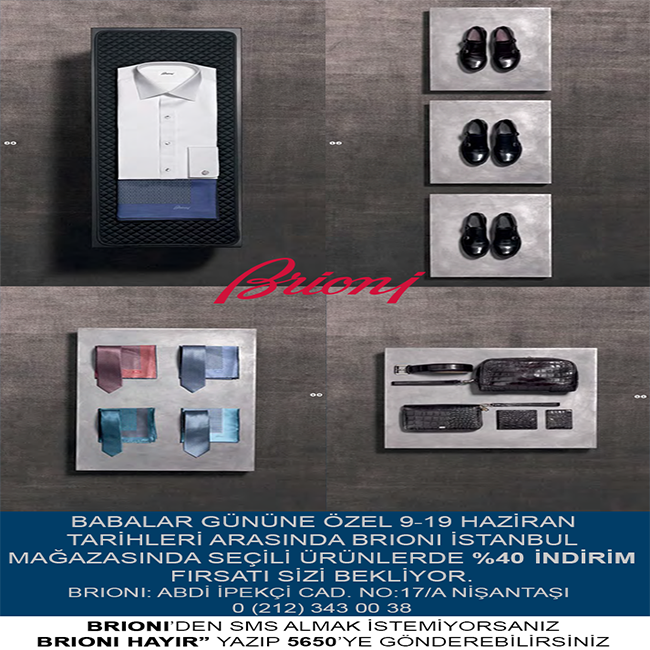 Brioni
BABALAR GÜNÜNE ÖZEL 9-19 HAZİRAN
TARİHLERİ ARASINDA BRIONI İSTANBUL
MAĞAZASINDA SEÇİLİ ÜRÜNLERDE %40 İNDİRİM
FIRSATI SİZİ BEKLİYOR.
BRIONI: ABDİ İPEKÇİ CAD. NO:17/A NİŞANTAŞI
0 (212) 343 00 38
BRIONI'DEN SMS ALMAK İSTEMİYORSANIZ
BRIONI HAYIR” YAZIP 5650'YE GÖNDEREBİLİRSİNİZ